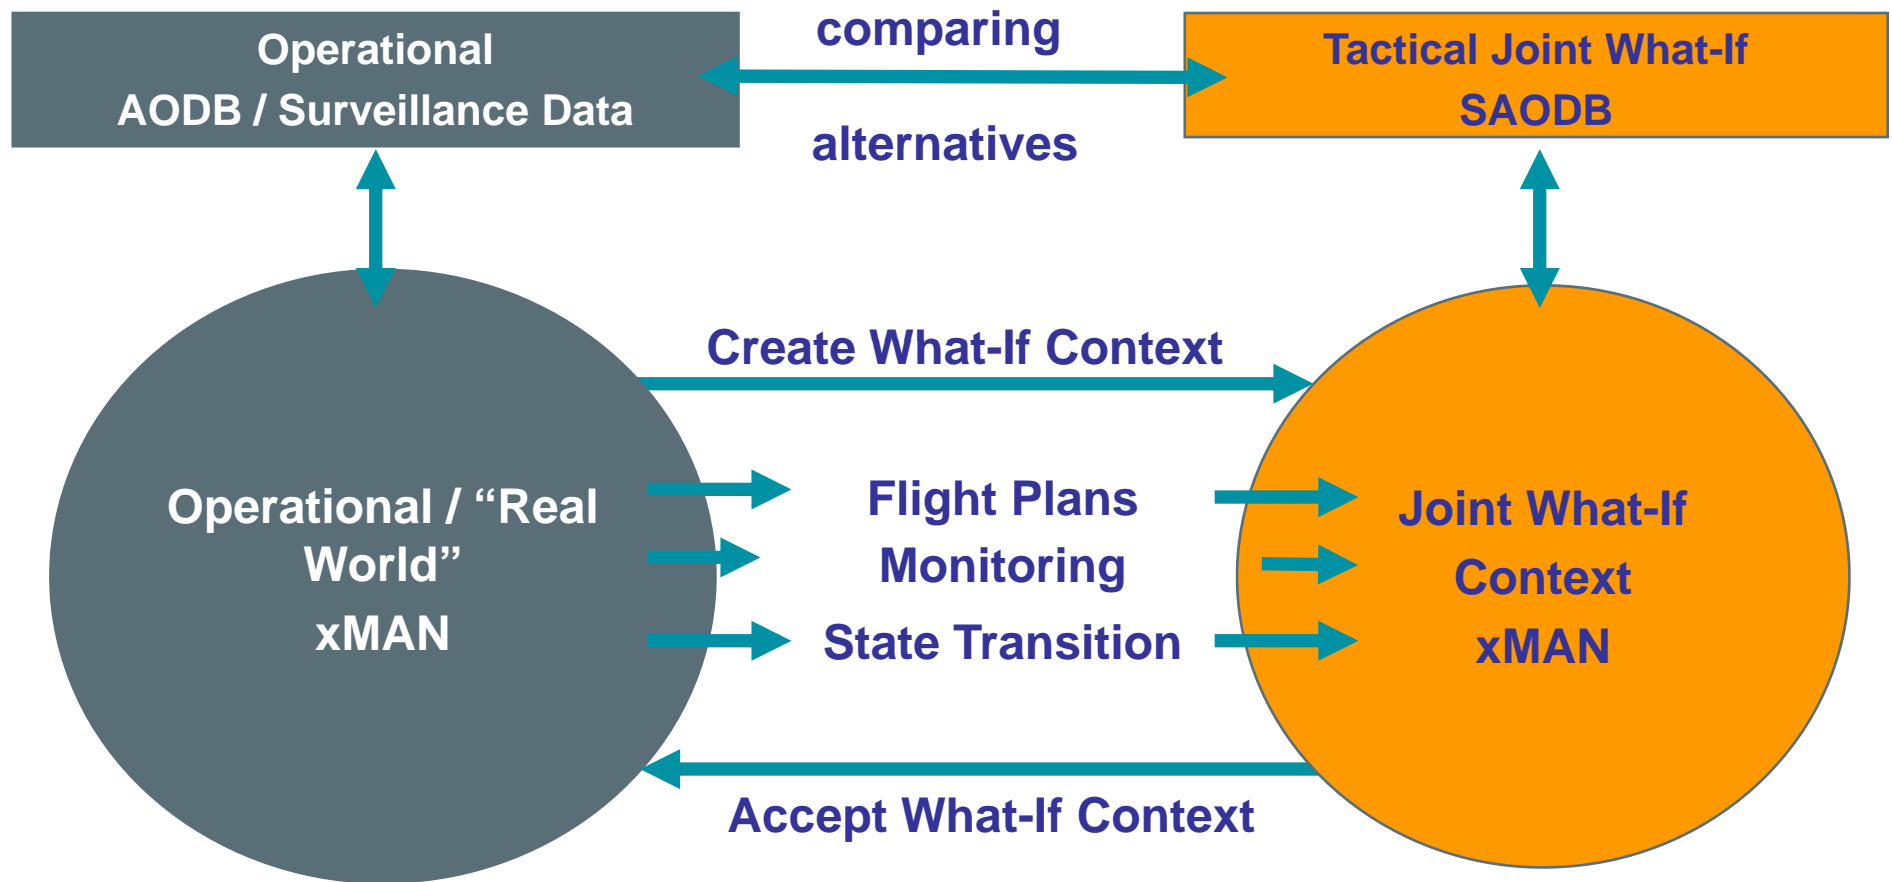 Operational
AODB / Surveillance Data
comparing
alternatives
Tactical Joint What-If
SAODB
Create What-If Context
Operational / “Real
World”
xMAN
Flight Plans
Monitoring
State Transition
Joint What-If
Context
xMAN
Accept What-If Context